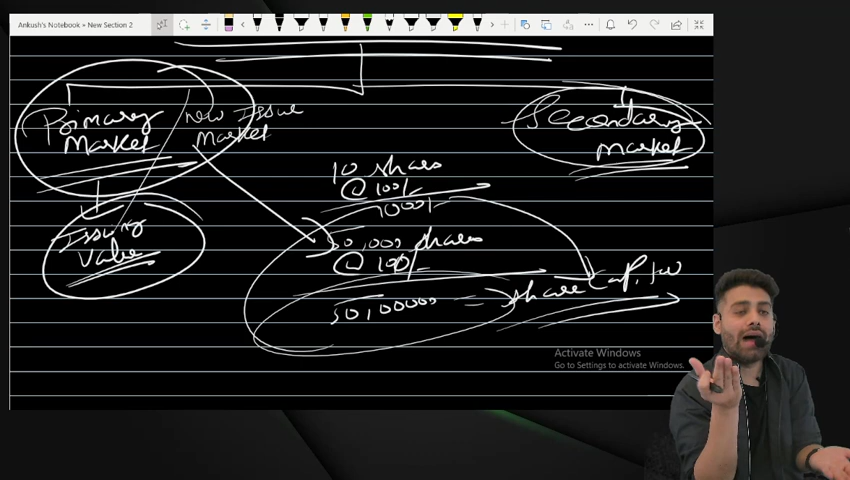 Ankush's Notebook • New Section 2
Primary
Market
New Issue
Market
Secondary
Market
10 shares
@ 100/-
1000/-
Issuing
Value
50,000 shares
@ 100/-
50,00000 = share Capital
Activate Windows
Go to Settings to activate Windows.